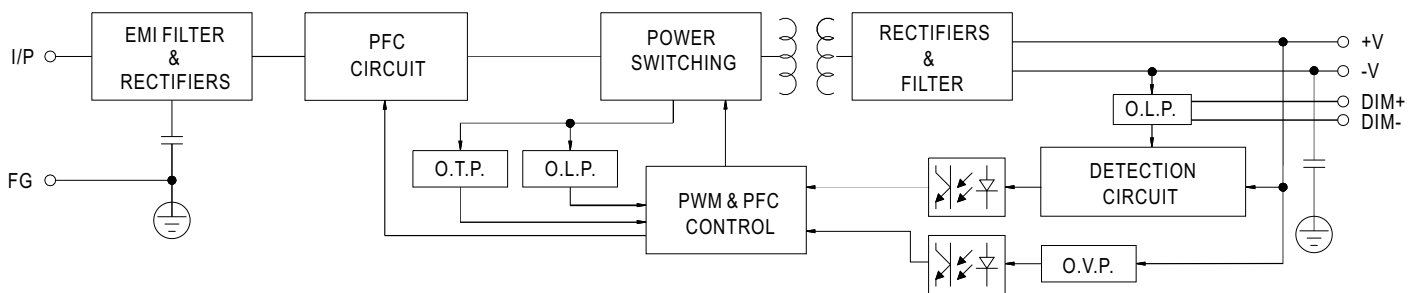 I/P
EMI FILTER
&
RECTIFIERS
PFC
CIRCUIT
POWER
SWITCHING
RECTIFIERS
&
FILTER
+V
-V
DIM+
DIM-
O.L.P.
O.T.P.
O.L.P.
FG
PWM & PFC
CONTROL
DETECTION
CIRCUIT
O.V.P.